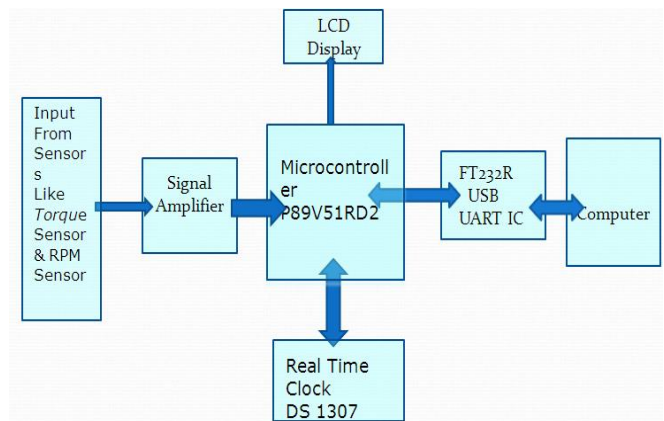 LCD
Display
Input
From
Sensor
s
Like
Torque
Sensor
& RPM
Sensor
Signal
Amplifier
Microcontroll
er
P89V51RD2
FT232R
USB
UART IC
Computer
Real Time
Clock
DS 1307